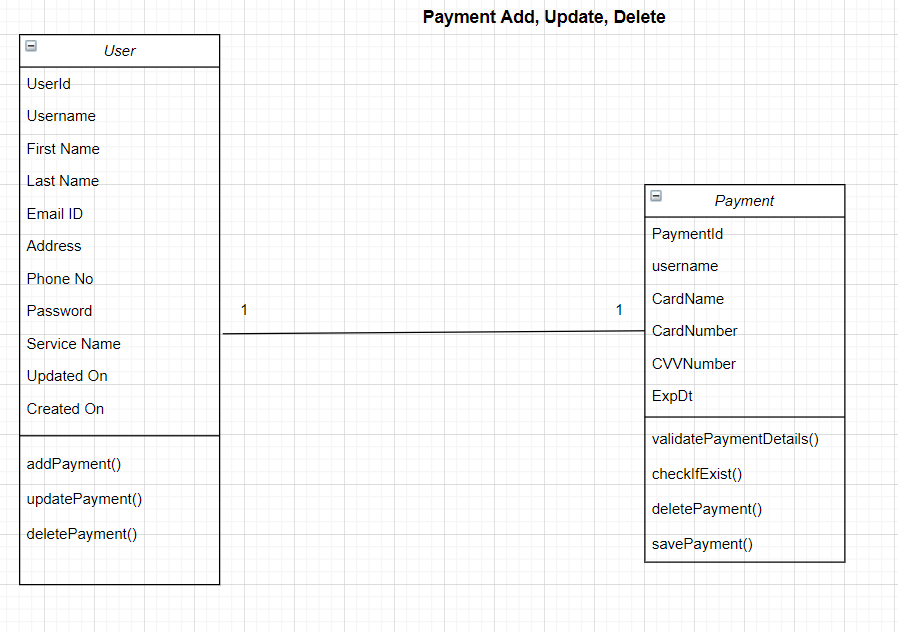 Payment Add, Update, Delete
User
UserId
Username
First Name
Last Name
Email ID
Address
Phone No
Password
Service Name
Updated On
Created On
addPayment()
updatePayment()
deletePayment()
1
1
Payment
PaymentId
username
CardName
CardNumber
CVVNumber
ExpDt
validatePaymentDetails()
checkIfExist()
deletePayment()
savePayment()